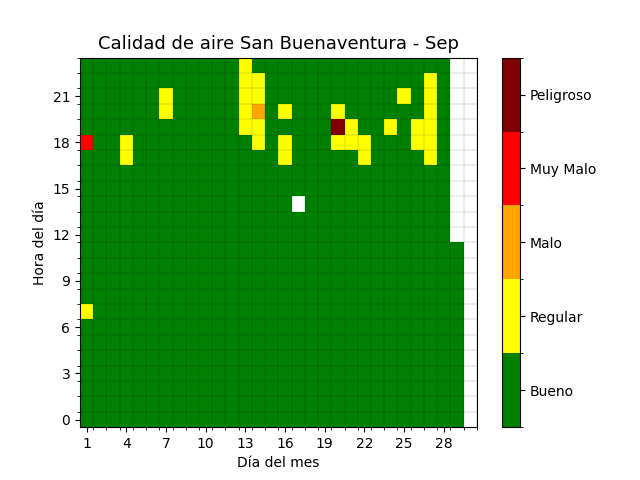 Calidad de aire San Buenaventura - Sep
Hora del día
21
18
15
12
9
6
3
0
1 4 7 10 13 16 19 22 25 28
Día del mes
Peligroso
Muy Malo
Malo
Regular
Bueno